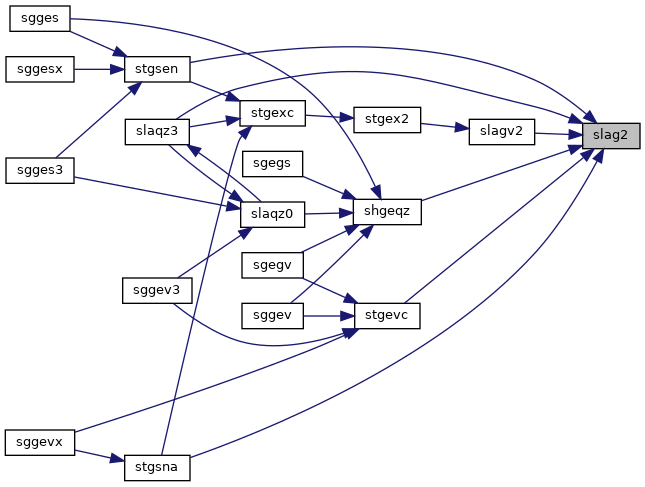 sgges
sggesx
stgsen
stgexc
stgex2
slagv2
slag2
slaqz3
sgegs
sgges3
slaqz0
shgeqz
sgegv
sggev3
sggev
stgevc
sggevx
stgsna